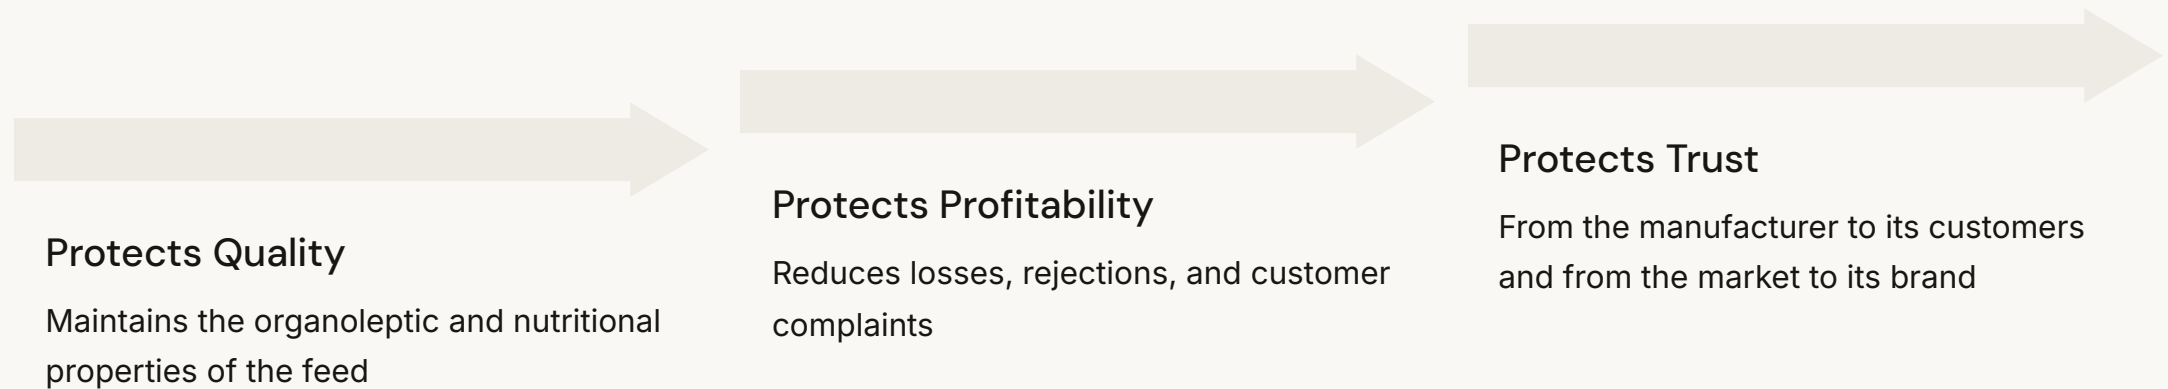 Protects Quality
Maintains the organoleptic and nutritional
properties of the feed
Protects Profitability
Reduces losses, rejections, and customer
complaints
Protects Trust
From the manufacturer to its customers
and from the market to its brand